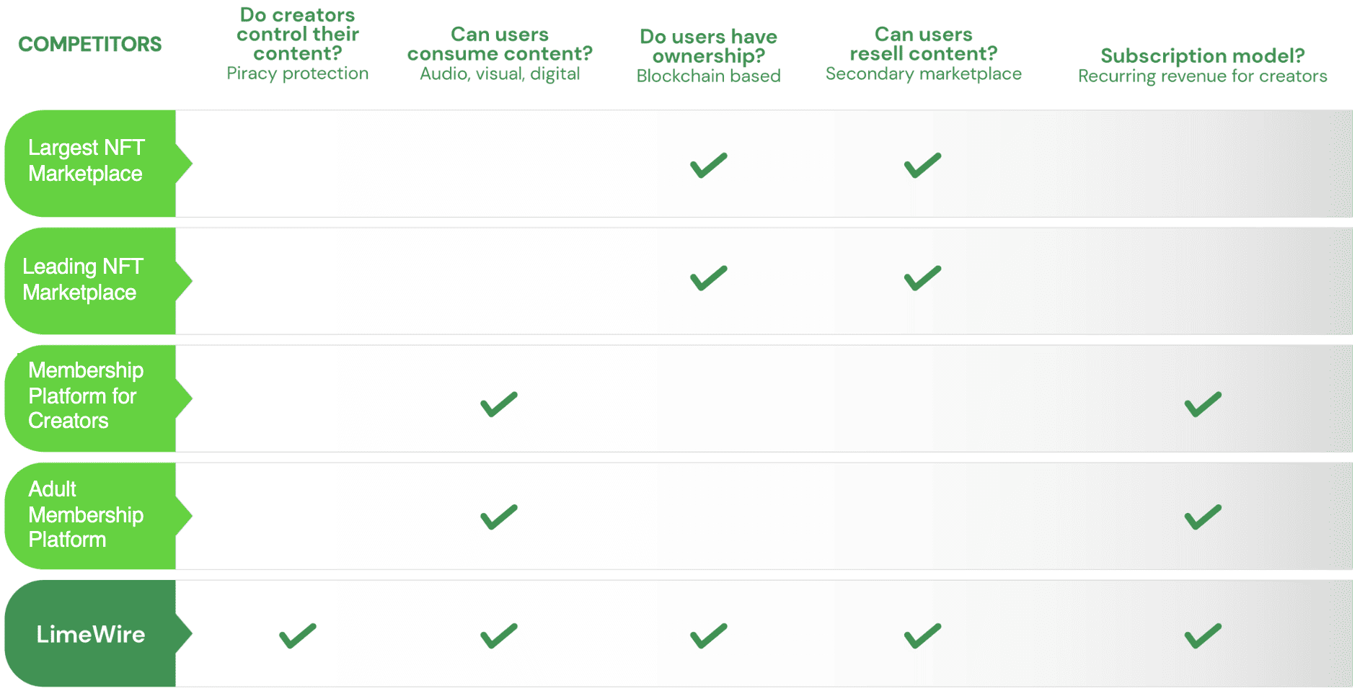 COMPETITORS
Do creators
control their
content?
Piracy protection
Can users
consume content?
Audio, visual, digital
Do users have
ownership?
Blockchain based
Can users
resell content?
Secondary marketplace
Subscription model?
Recurring revenue for creators
Largest NFT
Marketplace
Leading NFT
Marketplace
Membership
Platform for
Creators
Adult
Membership
Platform
LimeWire